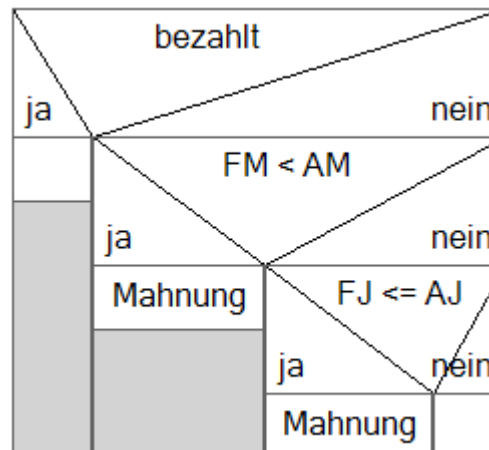 bezahlt
ja nein
FM < AM
ja nein
Mahnung
FJ <= AJ
ja nein
Mahnung